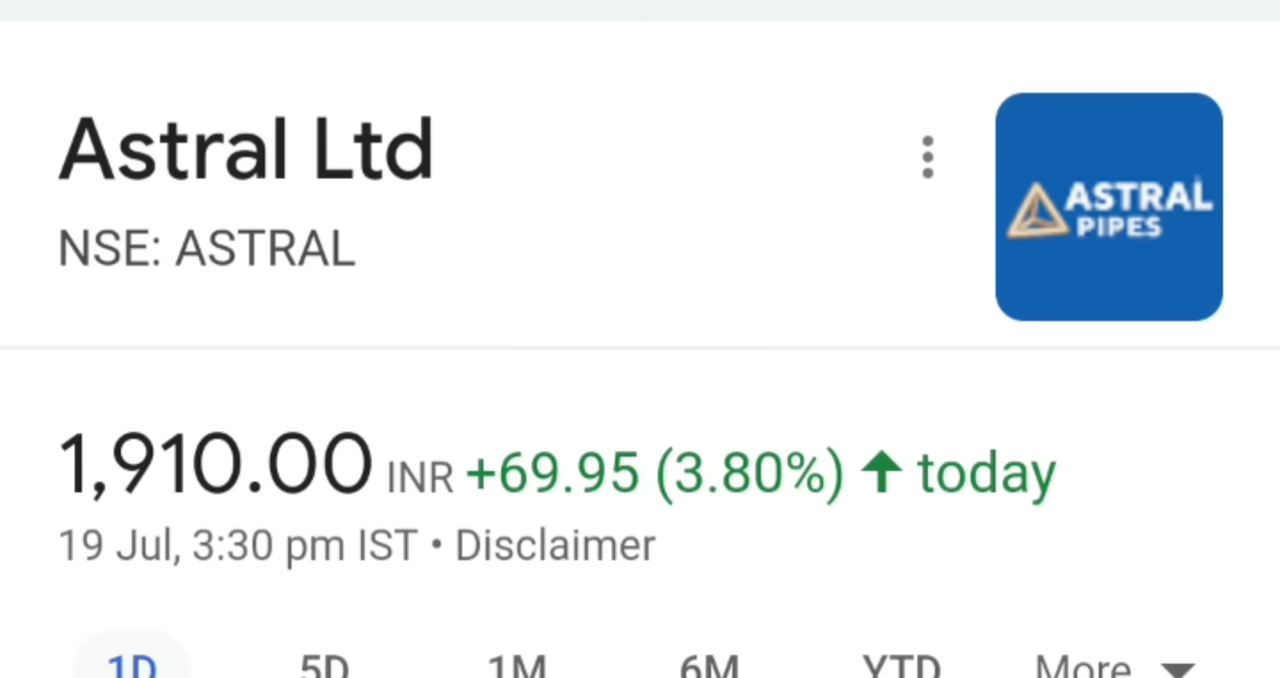 Astral Ltd
NSE: ASTRAL
ASTRAL
PIPES
1,910.00 INR +69.95 (3.80%) ↑ today
19 Jul, 3:30 pm IST • Disclaimer
1D 5D 1M 6M YTD More